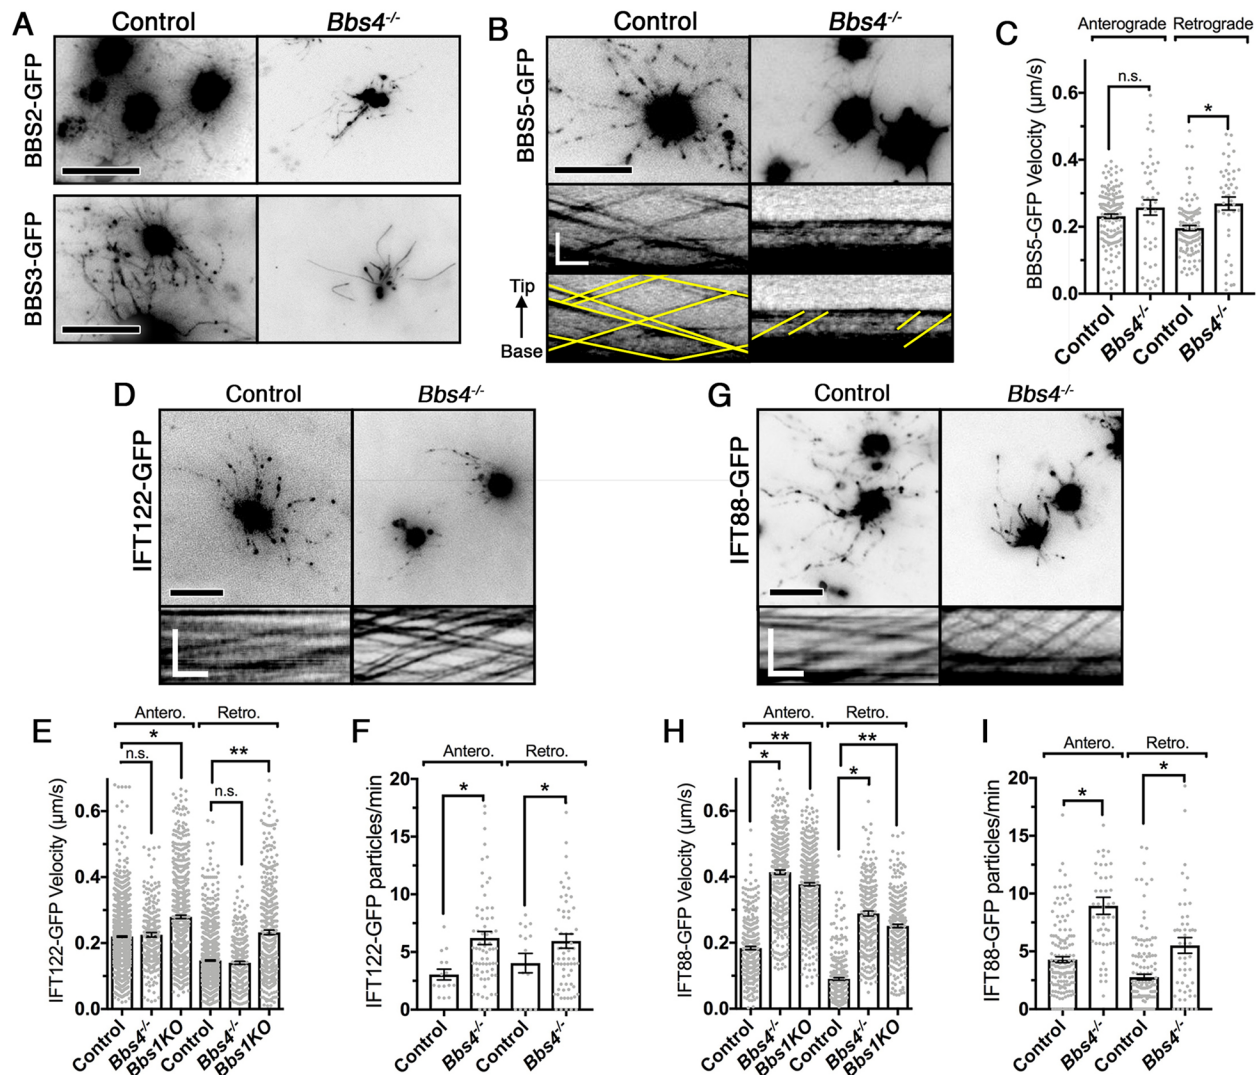 A
Control
Bbs4-/-
BBS2-GFP
BBS3-GFP
B
Control
Bbs4-/-
BBS5-GFP
Tip
Base
C
Anterograde
Retrograde
n.s.
*
BBS5-GFP Velocity (µm/s)
0.6
0.4
0.2
0.0
Control
Bbs4-/-
Control
Bbs4-/-
D
Control
Bbs4-/-
IFT122-GFP
G
Control
Bbs4-/-
IFT88-GFP
E
Antero.
Retro.
*
n.s.
**
n.s.
IFT122-GFP Velocity (µm/s)
0.6
0.4
0.2
0.0
Control
Bbs4-/-
Bbs1KO
Control
Bbs4-/-
Bbs1KO
F
Antero.
Retro.
*
*
IFT122-GFP particles/min
20
15
10
5
0
Control
Bbs4-/-
Control
Bbs4-/-
H
Antero.
Retro.
**
*
**
*
IFT88-GFP Velocity (µm/s)
0.6
0.4
0.2
0.0
Control
Bbs4-/-
Bbs1KO
Control
Bbs4-/-
Bbs1KO
I
Antero.
Retro.
*
*
IFT88-GFP particles/min
20
15
10
5
0
Control
Bbs4-/-
Control
Bbs4-/-